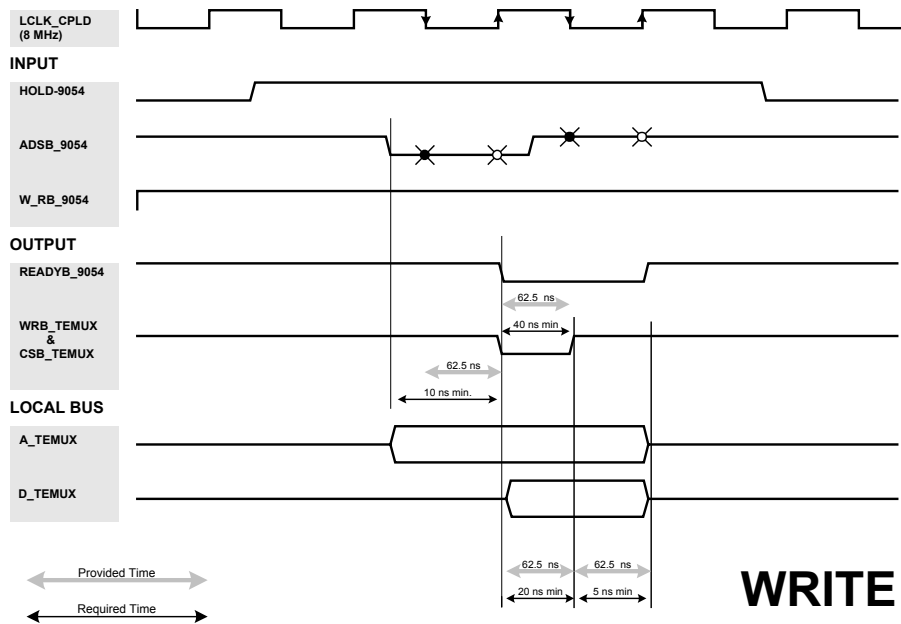 LCLK_CPLD
(8 MHz)
INPUT
HOLD-9054
ADSB_9054
W_RB_9054
OUTPUT
READYB_9054
62.5 ns
WRB_TEMUX
&
CSB_TEMUX
40 ns min
62.5 ns
10 ns min.
LOCAL BUS
A_TEMUX
D_TEMUX
62.5 ns
62.5 ns
20 ns min
5 ns min
Provided Time
Required Time
WRITE